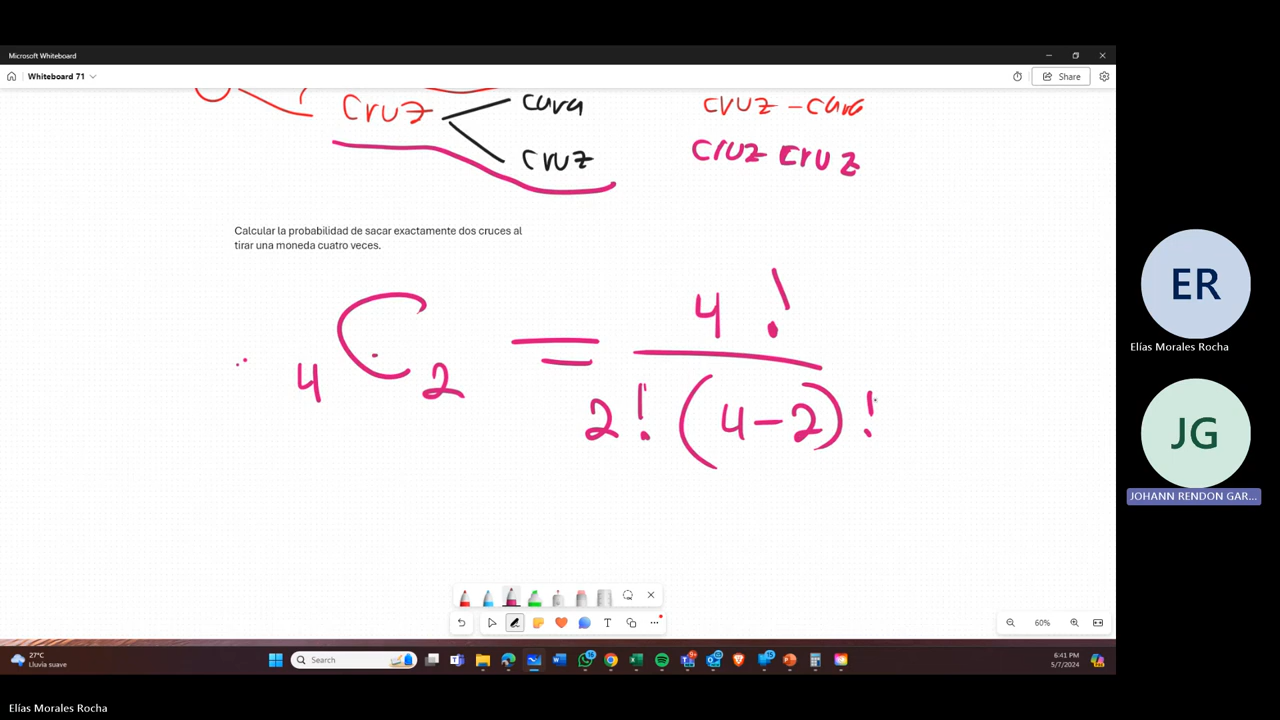 Microsoft Whiteboard
Whiteboard 71
Share
cruz
cara
cruz
cruz - cara
cruz cruz
Calcular la probabilidad de sacar exactamente dos cruces al
tirar una moneda cuatro veces.
4 C 2 = 4! / 2! (4-2)!
60%
ER
Elías Morales Rocha
JG
JOHANN RENDON GAR...
27°C
Lluvia suave
Search
6:41 PM
5/7/2024
Elías Morales Rocha